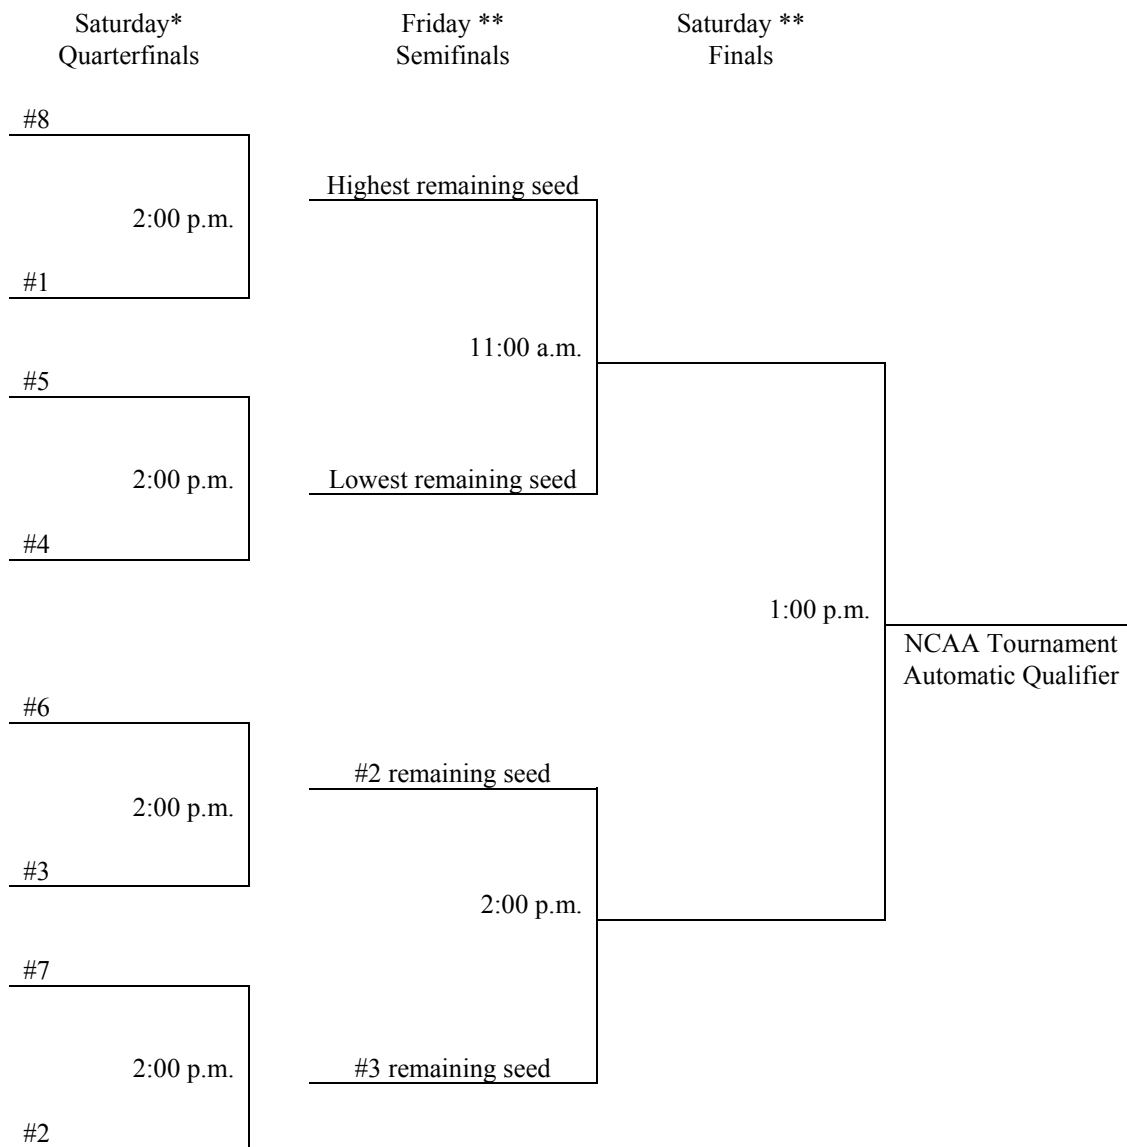 Saturday*
Quarterfinals
Friday **
Semifinals
Saturday **
Finals
#8
2:00 p.m.
#1
#5
2:00 p.m.
#4
#6
2:00 p.m.
#3
#7
2:00 p.m.
#2
Highest remaining seed
11:00 a.m.
Lowest remaining seed
#2 remaining seed
2:00 p.m.
#3 remaining seed
1:00 p.m.
NCAA Tournament
Automatic Qualifier